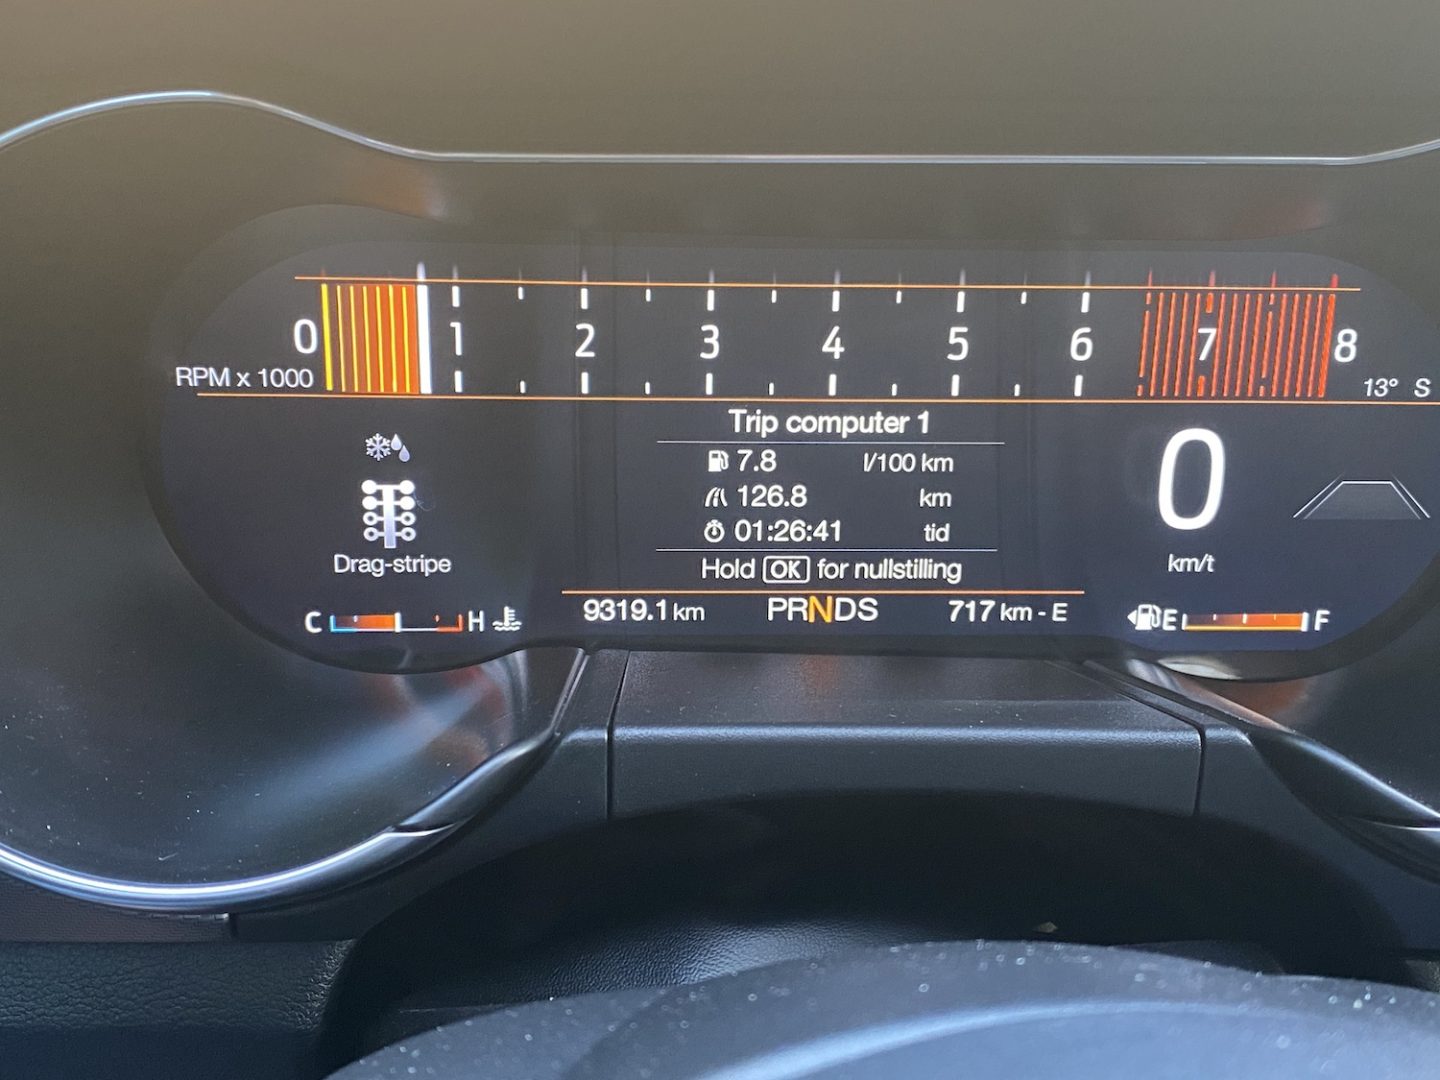 0 1 2 3 4 5 6 7 8
RPM x 1000
13° S
Trip computer 1
7.8 l/100 km
126.8 km
01:26:41 tid
Hold OK for nullstilling
Drag-stripe
0
km/t
C H
9319.1 km PRNDS 717 km - E
E F